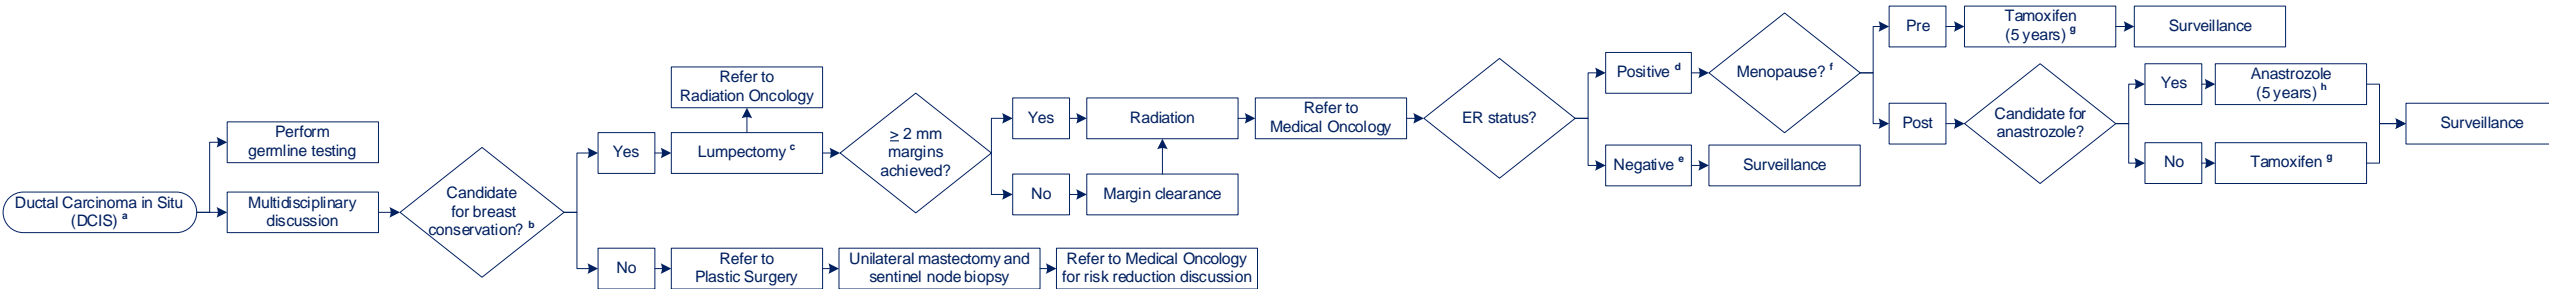 Ductal Carcinoma in Situ
(DCIS) a
Perform
germline testing
Multidisciplinary
discussion
Candidate
for breast
conservation? b
Yes
Lumpectomy c
Refer to
Radiation Oncology
≥ 2 mm
margins
achieved?
Yes
Radiation
No
Margin clearance
Refer to
Medical Oncology
No
Refer to
Plastic Surgery
Unilateral mastectomy and
sentinel node biopsy
Refer to Medical Oncology
for risk reduction discussion
ER status?
Positive d
Negative e
Surveillance
Menopause? f
Pre
Tamoxifen
(5 years) g
Surveillance
Post
Candidate for
anastrozole?
Yes
Anastrozole
(5 years) h
No
Tamoxifen g
Surveillance